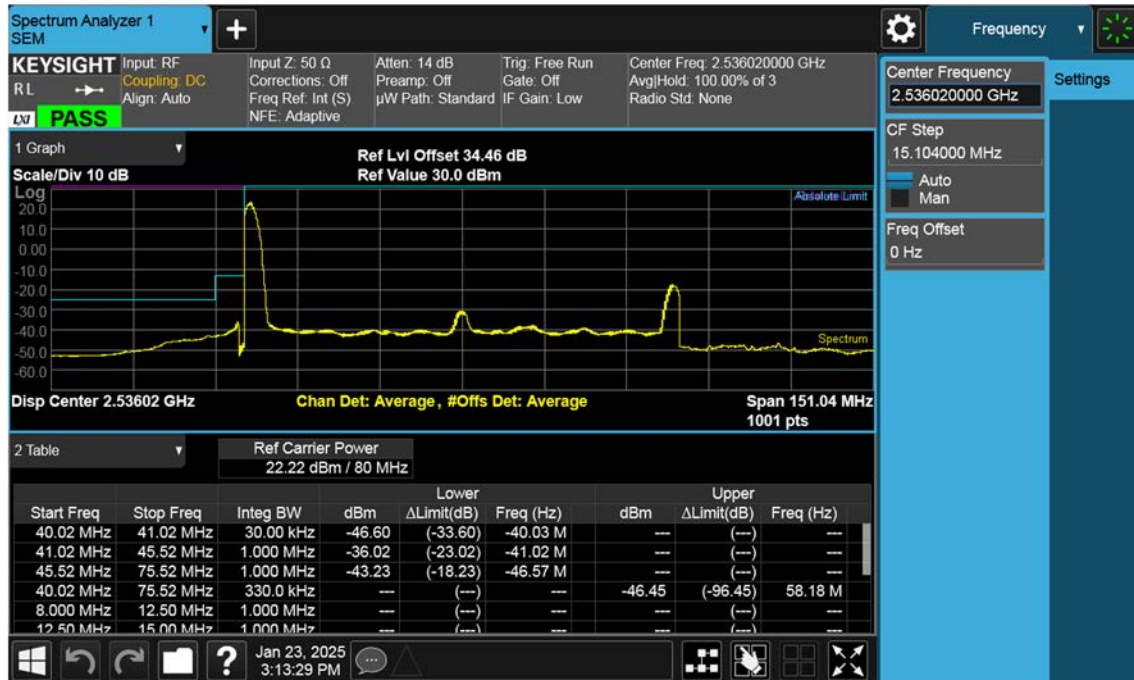 Spectrum Analyzer 1
SEM
Frequency
KEYSIGHT
RL
LXI
PASS
Input: RF
Coupling: DC
Align: Auto
Input Z: 50 Ω
Corrections: Off
Freq Ref: Int (S)
NFE: Adaptive
Atten: 14 dB
Preamp: Off
µW Path: Standard
Trig: Free Run
Gate: Off
IF Gain: Low
Center Freq: 2.536020000 GHz
Avg|Hold: 100.00% of 3
Radio Std: None
Center Frequency
2.536020000 GHz
Settings
CF Step
15.104000 MHz
Auto
Man
Freq Offset
0 Hz
1 Graph
Scale/Div 10 dB
Ref Lvl Offset 34.46 dB
Ref Value 30.0 dBm
Log
20.0
10.0
0.00
-10.0
-20.0
-30.0
-40.0
-50.0
-60.0
Absolute Limit
Spectrum
Disp Center 2.53602 GHz
Chan Det: Average, #Offs Det: Average
Span 151.04 MHz
1001 pts
2 Table
Ref Carrier Power
22.22 dBm / 80 MHz
Lower Upper
Start Freq Stop Freq Integ BW dBm ΔLimit(dB) Freq (Hz) dBm ΔLimit(dB) Freq (Hz)
40.02 MHz 41.02 MHz 30.00 kHz -46.60 (-33.60) -40.03 M --- (---) ---
41.02 MHz 45.52 MHz 1.000 MHz -36.02 (-23.02) -41.02 M --- (---) ---
45.52 MHz 75.52 MHz 1.000 MHz -43.23 (-18.23) -46.57 M --- (---) ---
40.02 MHz 75.52 MHz 330.0 kHz --- (---) --- -46.45 (-96.45) 58.18 M
8.000 MHz 12.50 MHz 1.000 MHz --- (---) --- --- (---) ---
12.50 MHz 15.00 MHz 1.000 MHz --- (---) --- --- (---) ---
?
Jan 23, 2025
3:13:29 PM